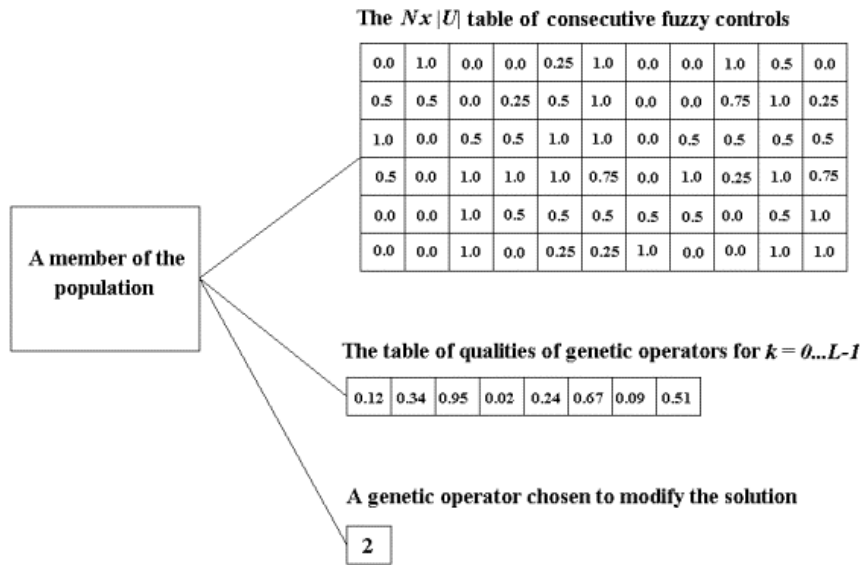 The Nx|U| table of consecutive fuzzy controls
0.0 1.0 0.0 0.0 0.25 1.0 0.0 0.0 1.0 0.5 0.0
0.5 0.5 0.0 0.25 0.5 1.0 0.0 0.0 0.75 1.0 0.25
1.0 0.0 0.5 0.5 1.0 1.0 0.0 0.5 0.5 0.5 0.5
0.5 0.0 1.0 1.0 1.0 0.75 0.0 1.0 0.25 1.0 0.75
0.0 0.0 1.0 0.5 0.5 0.5 0.5 0.5 0.0 0.5 1.0
0.0 0.0 1.0 0.0 0.25 0.25 1.0 0.0 0.0 1.0 1.0
A member of the
population
The table of qualities of genetic operators for k = 0...L-1
0.12 0.34 0.95 0.02 0.24 0.67 0.09 0.51
A genetic operator chosen to modify the solution
2